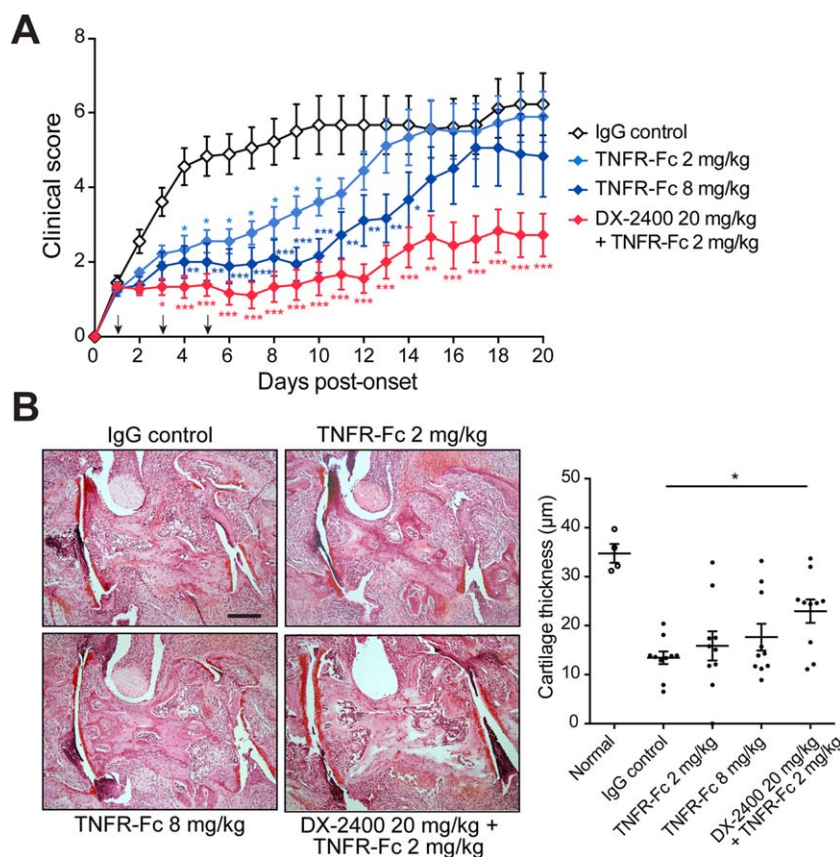 A
8
6
4
2
0
Clinical score
0 2 4 6 8 10 12 14 16 18 20
Days post-onset
IgG control
TNFR-Fc 2 mg/kg
TNFR-Fc 8 mg/kg
DX-2400 20 mg/kg
+ TNFR-Fc 2 mg/kg
B
IgG control
TNFR-Fc 2 mg/kg
TNFR-Fc 8 mg/kg
DX-2400 20 mg/kg +
TNFR-Fc 2 mg/kg
50
40
30
20
10
0
Cartilage thickness (µm)
*
Normal
IgG control
TNFR-Fc 2 mg/kg
TNFR-Fc 8 mg/kg
DX-2400 20 mg/kg
+ TNFR-Fc 2 mg/kg